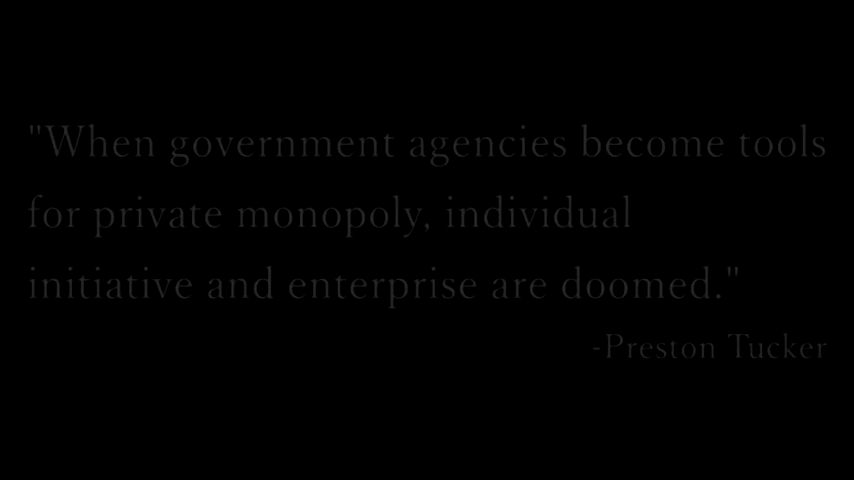 "When government agencies become tools
for private monopoly, individual
initiative and enterprise are doomed."
-Preston Tucker